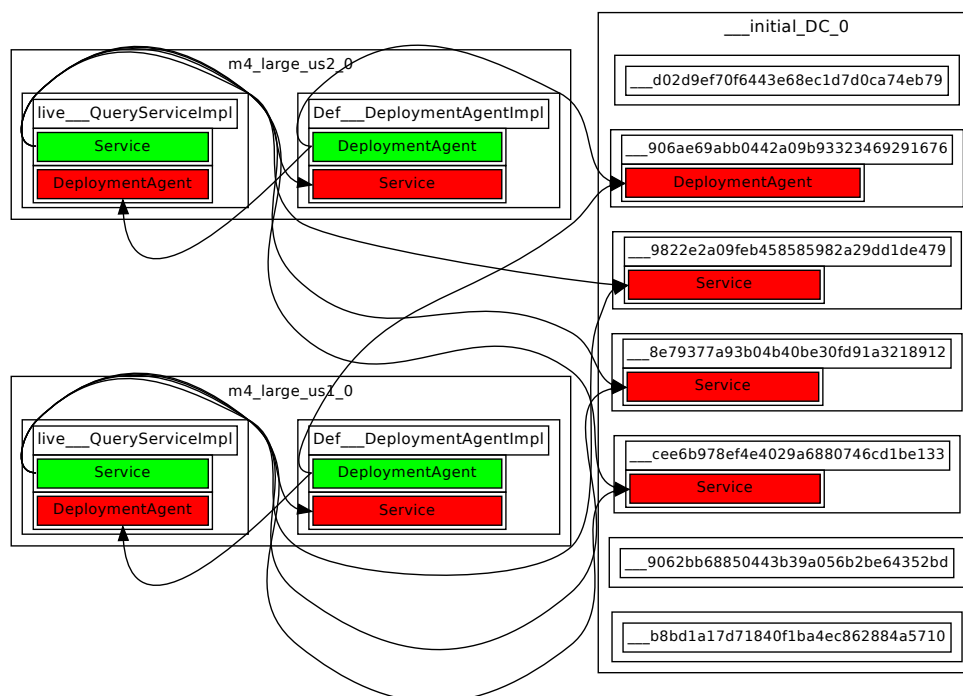 m4_large_us2_0
live___QueryServiceImpl
Service
DeploymentAgent
Def___DeploymentAgentImpl
DeploymentAgent
Service
m4_large_us1_0
live___QueryServiceImpl
Service
DeploymentAgent
Def___DeploymentAgentImpl
DeploymentAgent
Service
___initial_DC_0
___d02d9ef70f6443e68ec1d7d0ca74eb79
___906ae69abb0442a09b93323469291676
DeploymentAgent
___9822e2a09feb458585982a29dd1de479
Service
___8e79377a93b04b40be30fd91a3218912
Service
___cee6b978ef4e4029a6880746cd1be133
Service
___9062bb68850443b39a056b2be64352bd
___b8bd1a17d71840f1ba4ec862884a5710